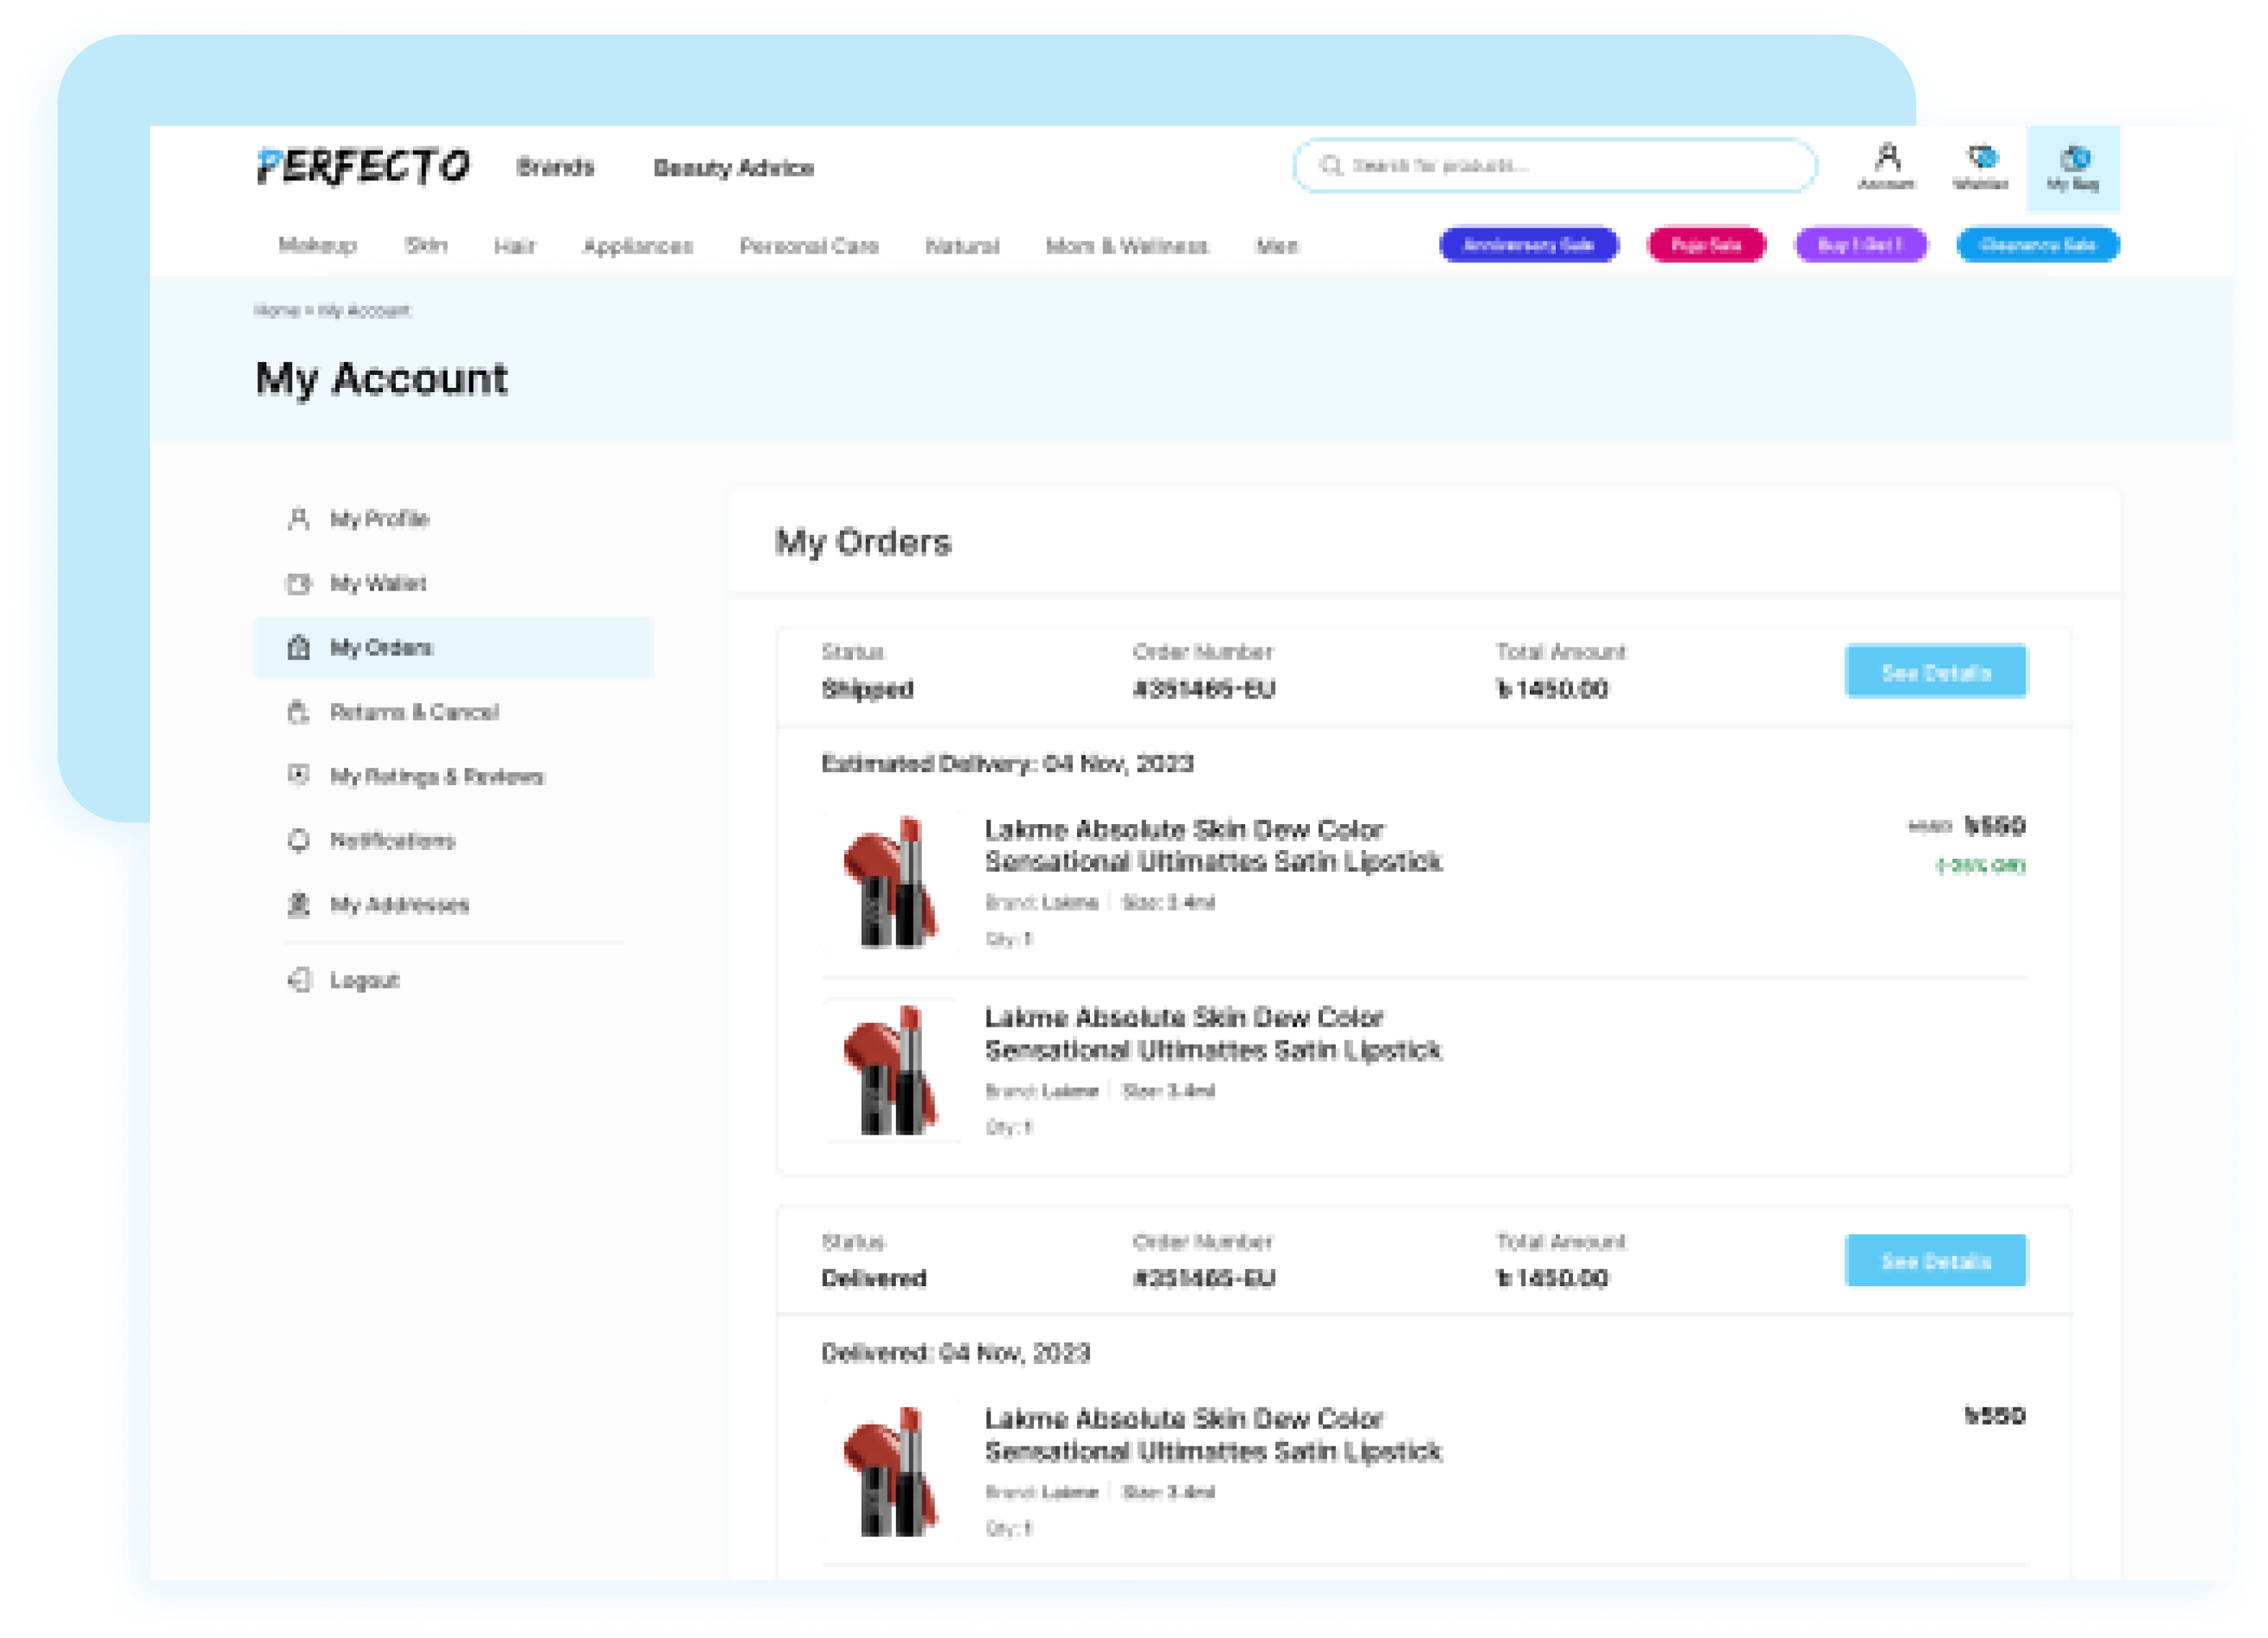 PERFECTO Brands Beauty Advice Search for products... Account Wishlist My Bag
Makeup Skin Hair Appliances Personal Care Natural Mom & Wellness Men Anniversary Sale Puja Sale Buy 1 Get 1 Clearance Sale
Home > My Account
My Account
My Profile
My Wallet
My Orders
Returns & Cancel
My Ratings & Reviews
Notifications
My Addresses
Logout
My Orders
Status Order Number Total Amount
Shipped #351465-EU ৳ 1450.00
See Details
Estimated Delivery: 04 Nov, 2023
Lakme Absolute Skin Dew Color
Sensational Ultimattes Satin Lipstick
৳550
Brand: Lakme | Size: 3.4ml
Qty: 1
Lakme Absolute Skin Dew Color
Sensational Ultimattes Satin Lipstick
Brand: Lakme | Size: 3.4ml
Qty: 1
Status Order Number Total Amount
Delivered #351465-EU ৳ 1450.00
See Details
Delivered: 04 Nov, 2023
Lakme Absolute Skin Dew Color
Sensational Ultimattes Satin Lipstick
৳550
Brand: Lakme | Size: 3.4ml
Qty: 1